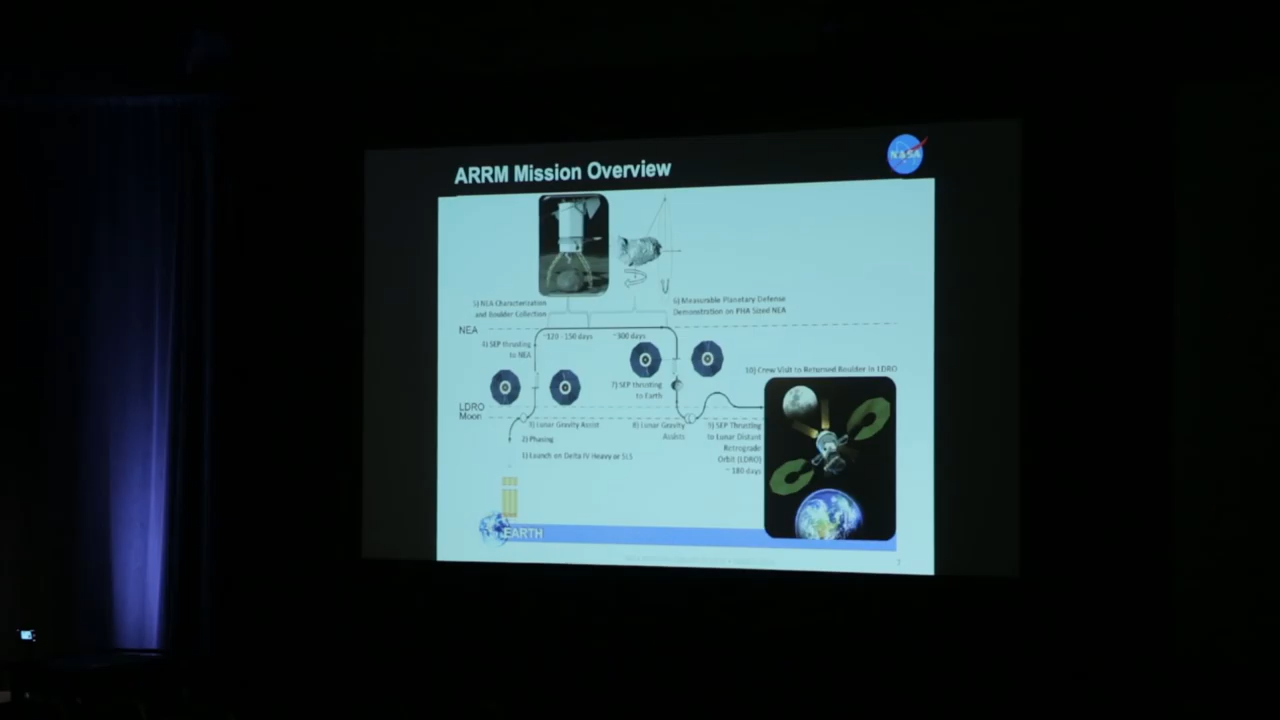 ARRM Mission Overview
NASA
5) NEA Characterization
and Boulder Collection
6) Measurable Planetary Defense
Demonstration on PHA Sized NEA
NEA
~120 - 150 days
~300 days
4) SEP thrusting
to NEA
7) SEP thrusting
to Earth
10) Crew Visit to Returned Boulder in LDRO
LDRO
Moon
3) Lunar Gravity Assist
8) Lunar Gravity
Assists
9) SEP Thrusting
to Lunar Distant
Retrograde
Orbit (LDRO)
~ 180 days
2) Phasing
1) Launch on Delta IV Heavy or SLS
EARTH
7